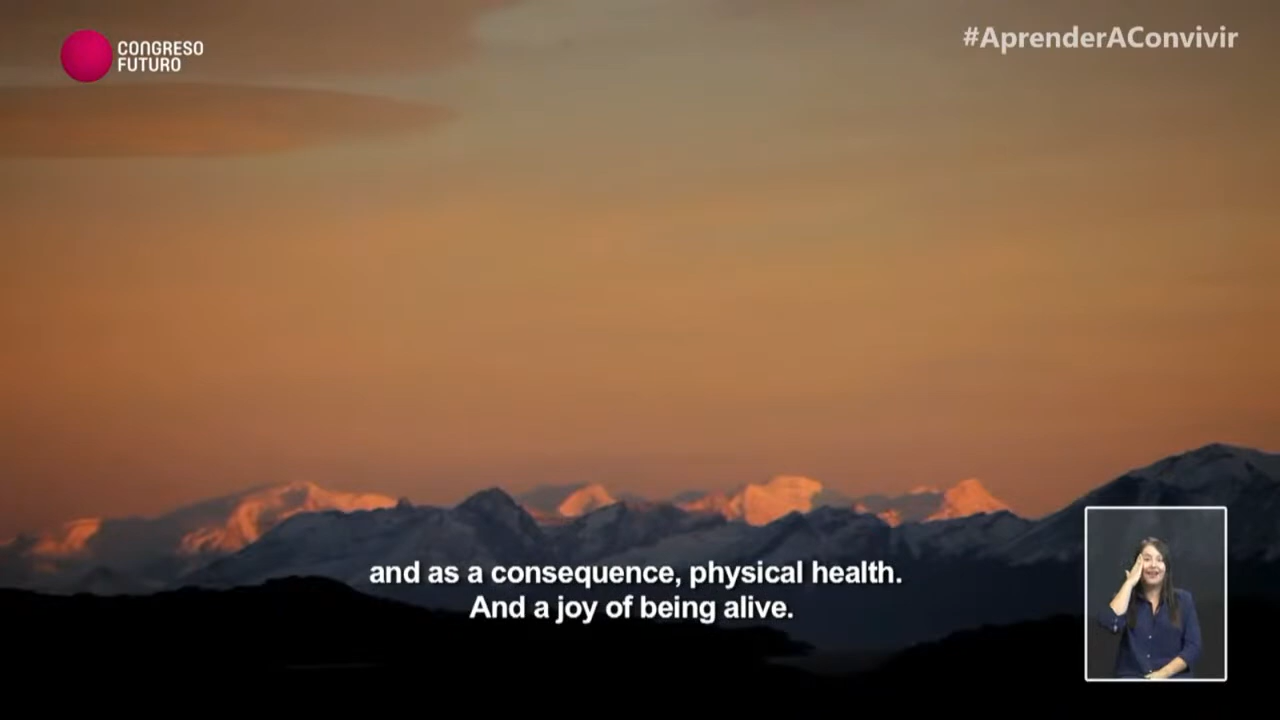 CONGRESO
FUTURO
#AprenderAConvivir
and as a consequence, physical health.
And a joy of being alive.